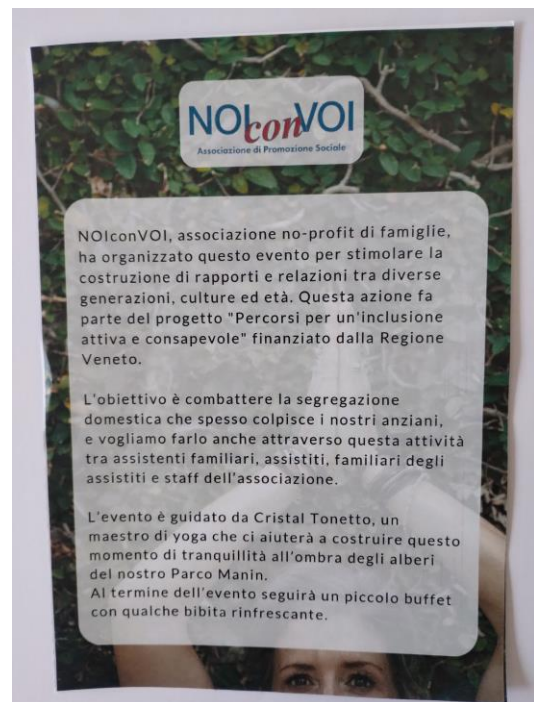 NOIconVOI
Associazione di Promozione Sociale
NOIconVOI, associazione no-profit di famiglie,
ha organizzato questo evento per stimolare la
costruzione di rapporti e relazioni tra diverse
generazioni, culture ed età. Questa azione fa
parte del progetto "Percorsi per un'inclusione
attiva e consapevole" finanziato dalla Regione
Veneto.
L'obiettivo è combattere la segregazione
domestica che spesso colpisce i nostri anziani,
e vogliamo farlo anche attraverso questa attività
tra assistenti familiari, assistiti, familiari degli
assistiti e staff dell'associazione.
L'evento è guidato da Cristal Tonetto, un
maestro di yoga che ci aiuterà a costruire questo
momento di tranquillità all'ombra degli alberi
del nostro Parco Manin.
Al termine dell'evento seguirà un piccolo buffet
con qualche bibita rinfrescante.